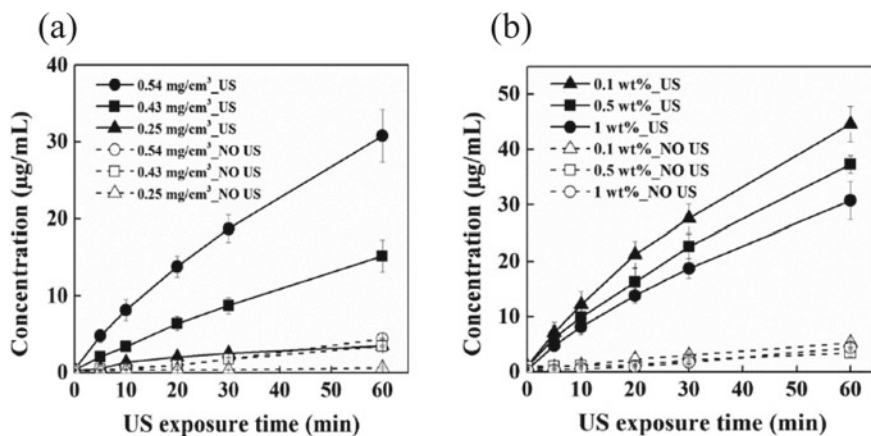 (a)
40
30
20
10
0
Concentration (µg/mL)
0.54 mg/cm³_US
0.43 mg/cm³_US
0.25 mg/cm³_US
0.54 mg/cm³_NO US
0.43 mg/cm³_NO US
0.25 mg/cm³_NO US
0 10 20 30 40 50 60
US exposure time (min)
(b)
50
40
30
20
10
0
Concentration (µg/mL)
0.1 wt%_US
0.5 wt%_US
1 wt%_US
0.1 wt%_NO US
0.5 wt%_NO US
1 wt%_NO US
0 10 20 30 40 50 60
US exposure time (min)